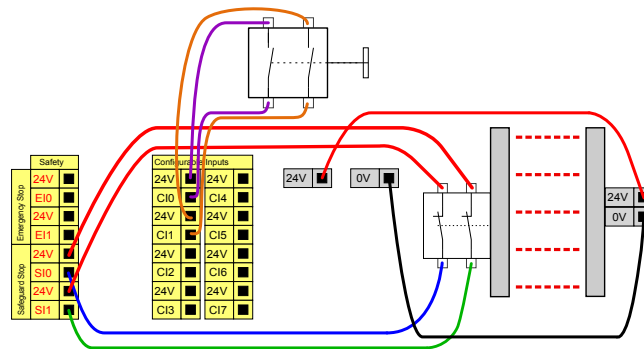 Safety
Emergency Stop
24V
EI0
24V
EI1
Safeguard Stop
24V
SI0
24V
SI1
Configurable Inputs
24V 24V
CI0 CI4
24V 24V
CI1 CI5
24V 24V
CI2 CI6
24V 24V
CI3 CI7
24V
0V
24V
0V